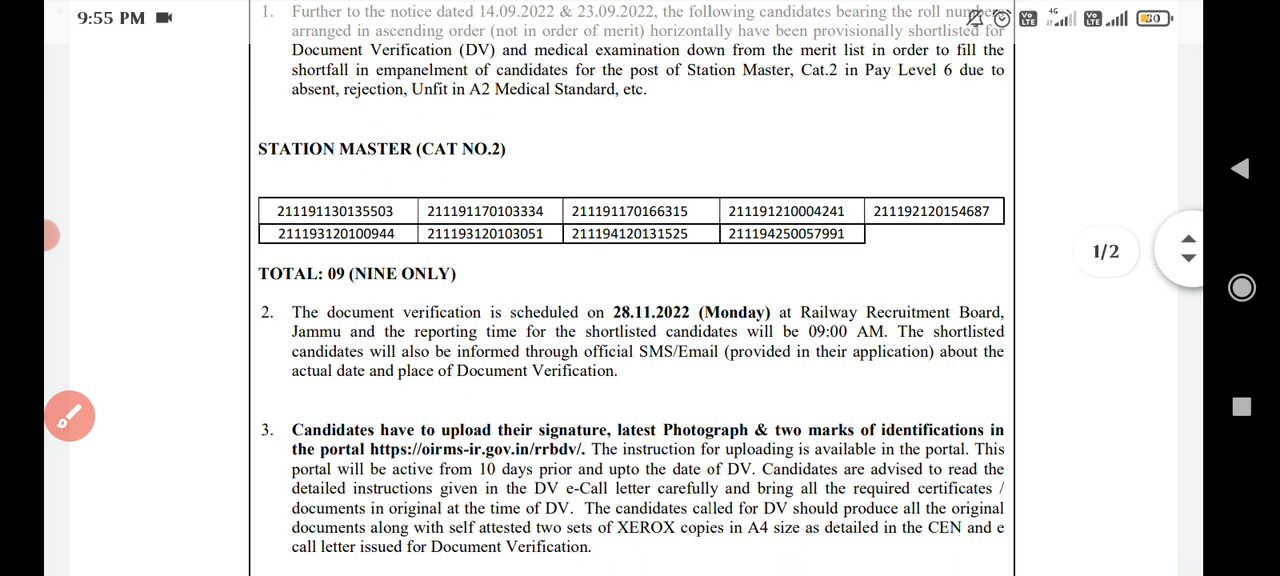 9:55 PM
4G
30
1. Further to the notice dated 14.09.2022 & 23.09.2022, the following candidates bearing the roll numbers
arranged in ascending order (not in order of merit) horizontally have been provisionally shortlisted for
Document Verification (DV) and medical examination down from the merit list in order to fill the
shortfall in empanelment of candidates for the post of Station Master, Cat.2 in Pay Level 6 due to
absent, rejection, Unfit in A2 Medical Standard, etc.
STATION MASTER (CAT NO.2)
211191130135503 211191170103334 211191170166315 211191210004241 211192120154687
211193120100944 211193120103051 211194120131525 211194250057991
1/2
TOTAL: 09 (NINE ONLY)
2. The document verification is scheduled on 28.11.2022 (Monday) at Railway Recruitment Board,
Jammu and the reporting time for the shortlisted candidates will be 09:00 AM. The shortlisted
candidates will also be informed through official SMS/Email (provided in their application) about the
actual date and place of Document Verification.
3. Candidates have to upload their signature, latest Photograph & two marks of identifications in
the portal https://oirms-ir.gov.in/rrbdv/. The instruction for uploading is available in the portal. This
portal will be active from 10 days prior and upto the date of DV. Candidates are advised to read the
detailed instructions given in the DV e-Call letter carefully and bring all the required certificates /
documents in original at the time of DV. The candidates called for DV should produce all the original
documents along with self attested two sets of XEROX copies in A4 size as detailed in the CEN and e
call letter issued for Document Verification.